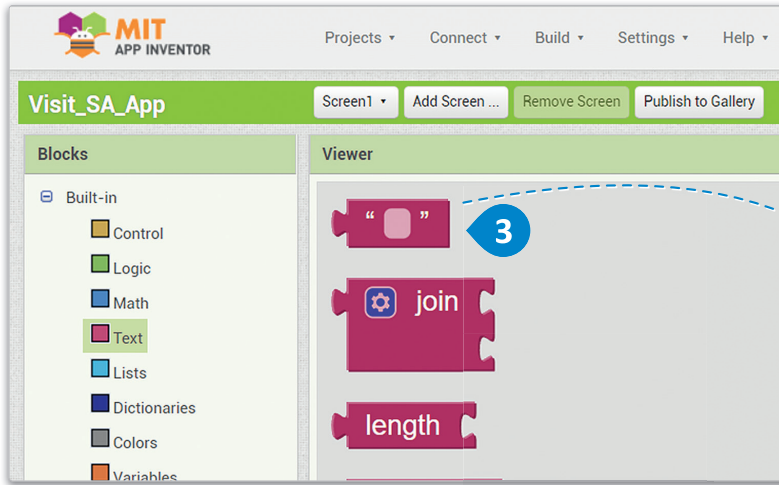 MIT
APP INVENTOR
Projects Connect Build Settings Help
Visit_SA_App
Screen1 Add Screen ... Remove Screen Publish to Gallery
Blocks
Viewer
Built-in
Control
Logic
Math
Text
Lists
Dictionaries
Colors
Variables
“ ”
3
join
length